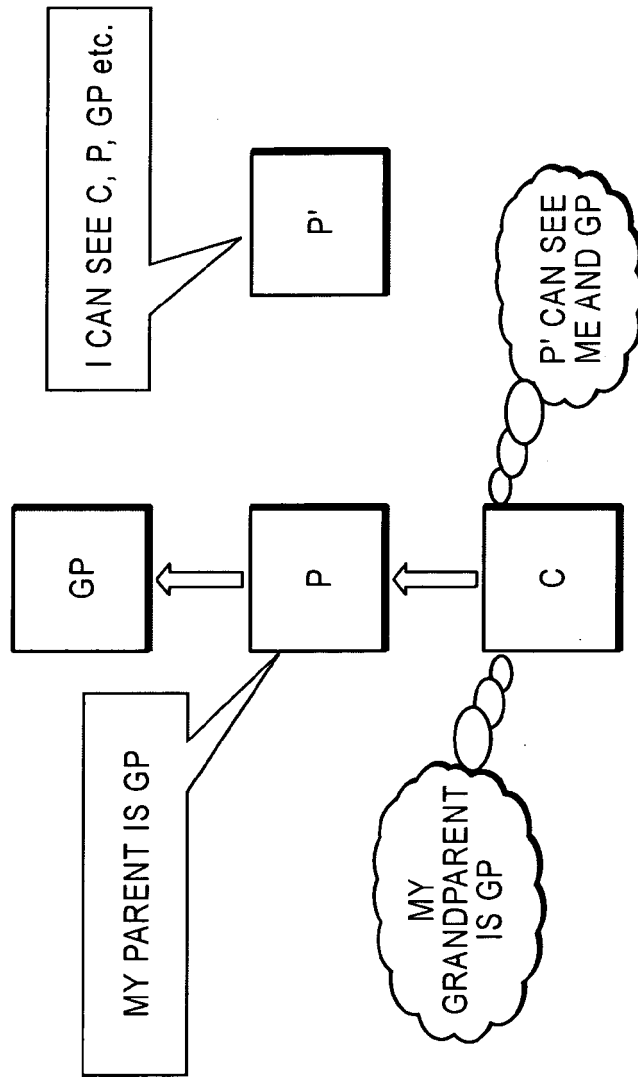 GP
MY PARENT IS GP
P
I CAN SEE C, P, GP etc.
P'
MY
GRANDPARENT
IS GP
C
P' CAN SEE
ME AND GP